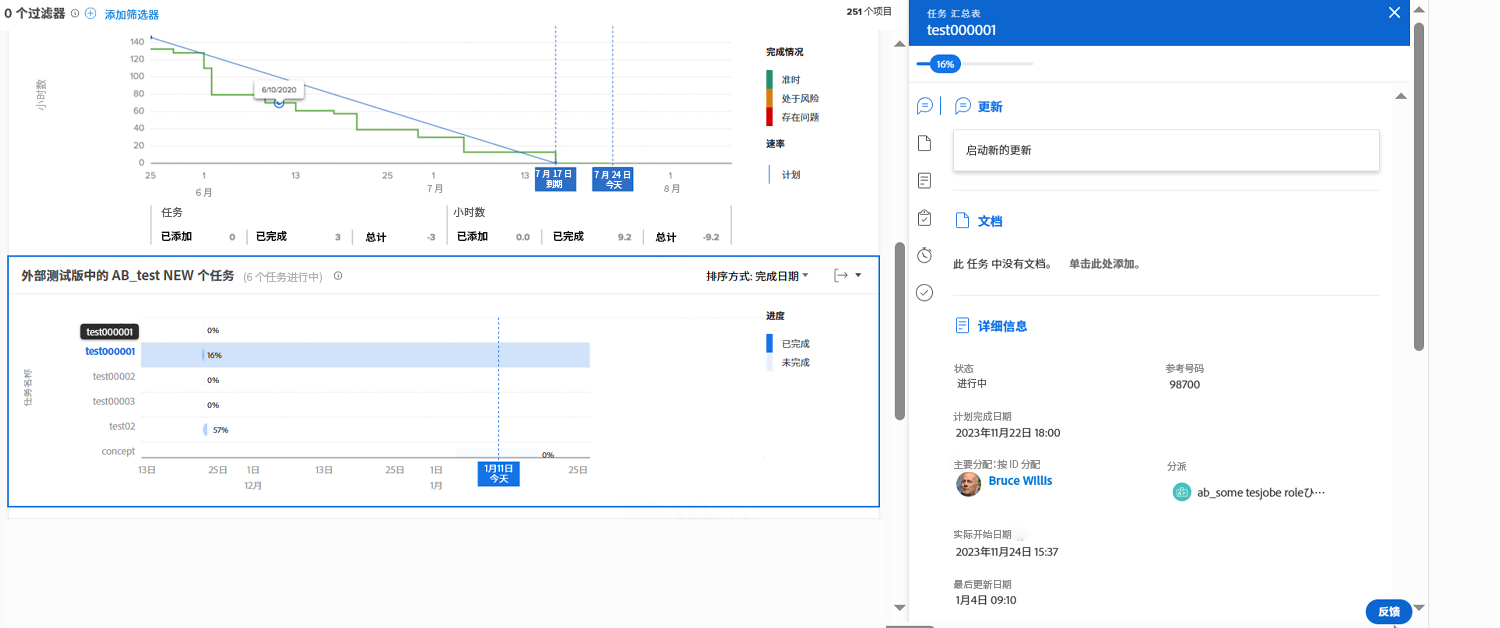 0 个过滤器 添加筛选器
251 个项目
小时数
140
120
100
80
60
40
20
0
6/10/2020
25 1 13 25 1 13 1
6 月 7 月 8 月
7 月 17 日
到期
7 月 24 日
今天
完成情况
准时
处于风险
存在问题
速率
计划
任务 小时数
已添加 0 已完成 3 总计 -3 已添加 0.0 已完成 9.2 总计 -9.2
外部测试版中的 AB_test NEW 个任务 (6 个任务进行中)
排序方式: 完成日期
任务名称
test000001 0%
test000001 16%
test00002 0%
test00003 0%
test02 57%
concept 0%
13日 25日 1日 13日 25日 1日 25日
12月 1月
1月11日
今天
进度
已完成
未完成
任务 汇总表
test000001
16%
更新
启动新的更新
文档
此 任务 中没有文档。 单击此处添加。
详细信息
状态 参考号码
进行中 98700
计划完成日期
2023年11月22日 18:00
主要分配：按 ID 分配 分派
Bruce Willis ab_some tesjobe roleひ…
实际开始日期
2023年11月24日 15:37
最后更新日期
1月4日 09:10
反馈